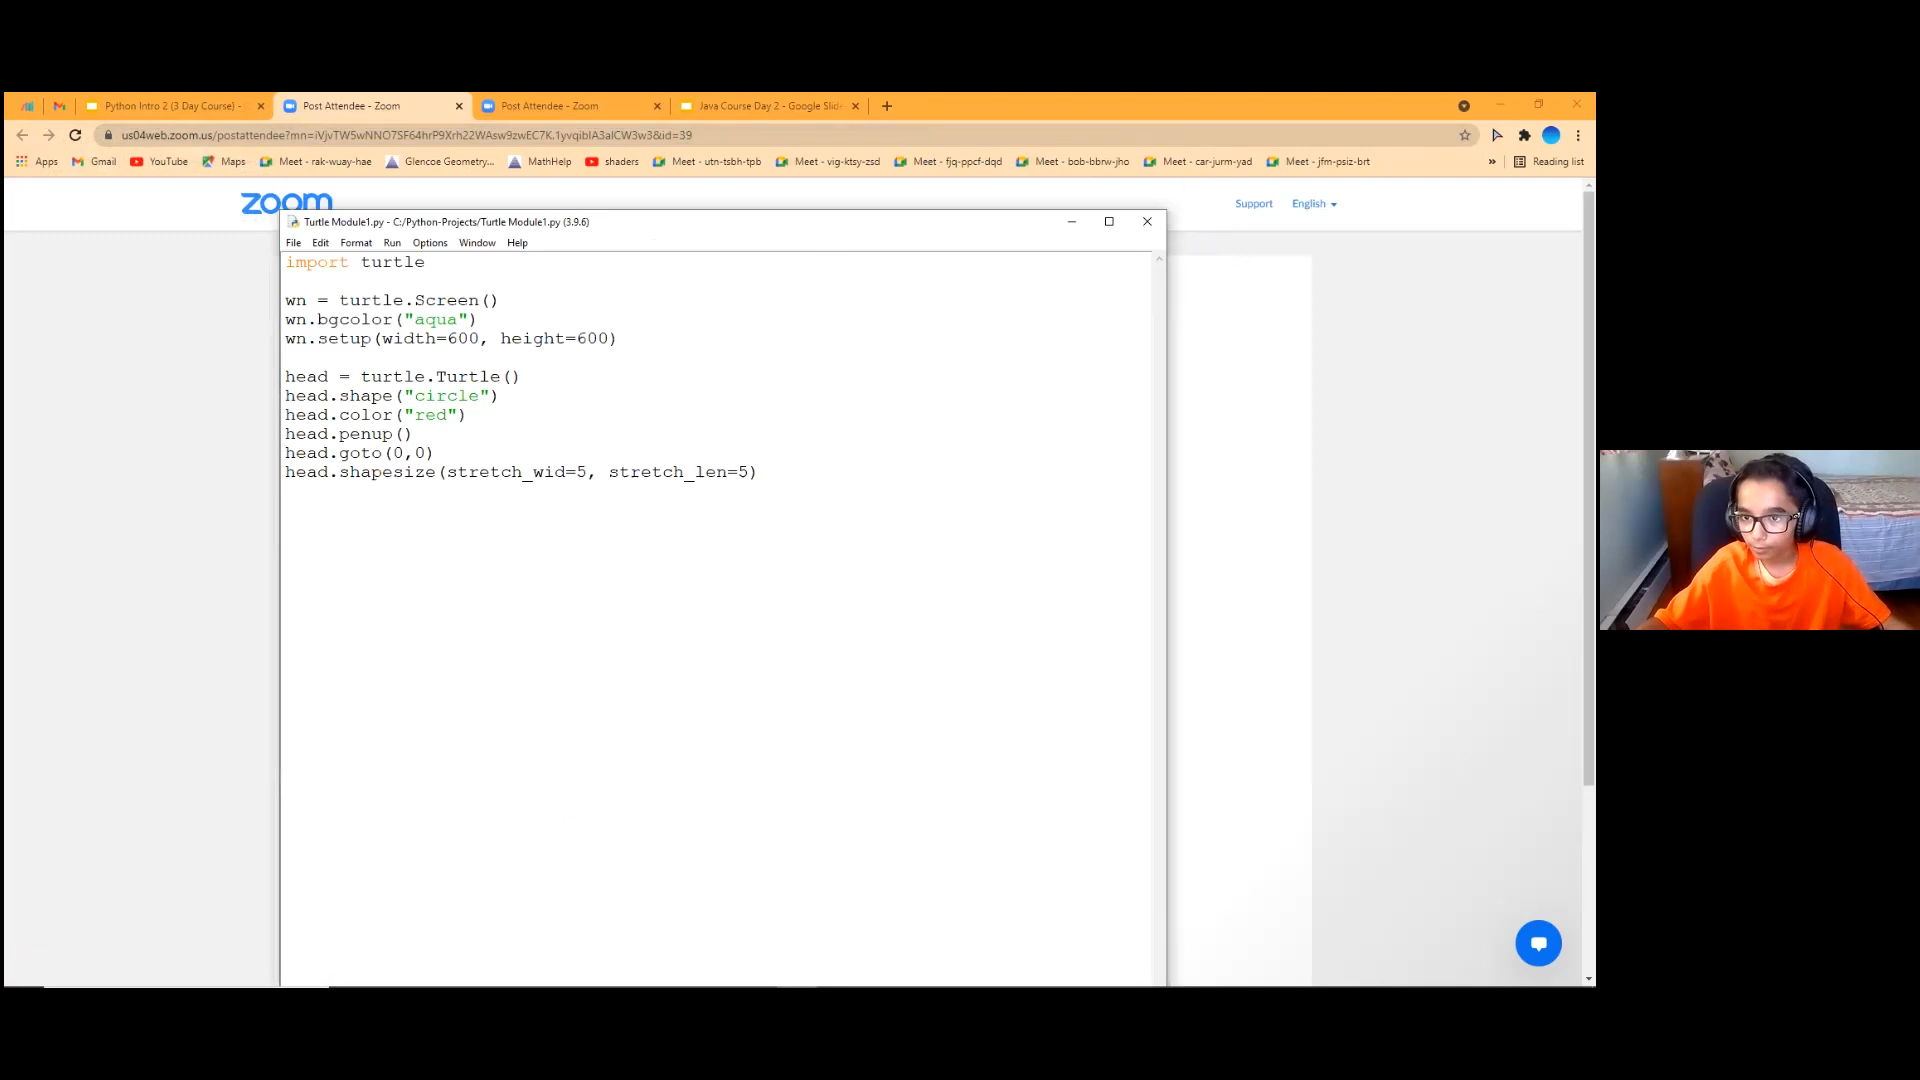 Python Intro 2 (3 Day Course) -
Post Attendee - Zoom
Post Attendee - Zoom
Java Course Day 2 - Google Slid
us04web.zoom.us/postattendee?mn=iVjvTW5wNNO7SF64hrP9Xrh22WAsw9zwEC7K.1yvqibIA3aICW3w3&id=39
Apps
Gmail
YouTube
Maps
Meet - rak-wuay-hae
Glencoe Geometry...
MathHelp
shaders
Meet - utn-tsbh-tpb
Meet - vig-ktsy-zsd
Meet - fjq-ppcf-dqd
Meet - bob-bbrw-jho
Meet - car-jurm-yad
Meet - jfm-psiz-brt
»
Reading list
zoom
Support
English
Turtle Module1.py - C:/Python-Projects/Turtle Module1.py (3.9.6)
File Edit Format Run Options Window Help
import turtle
wn = turtle.Screen()
wn.bgcolor("aqua")
wn.setup(width=600, height=600)
head = turtle.Turtle()
head.shape("circle")
head.color("red")
head.penup()
head.goto(0,0)
head.shapesize(stretch_wid=5, stretch_len=5)